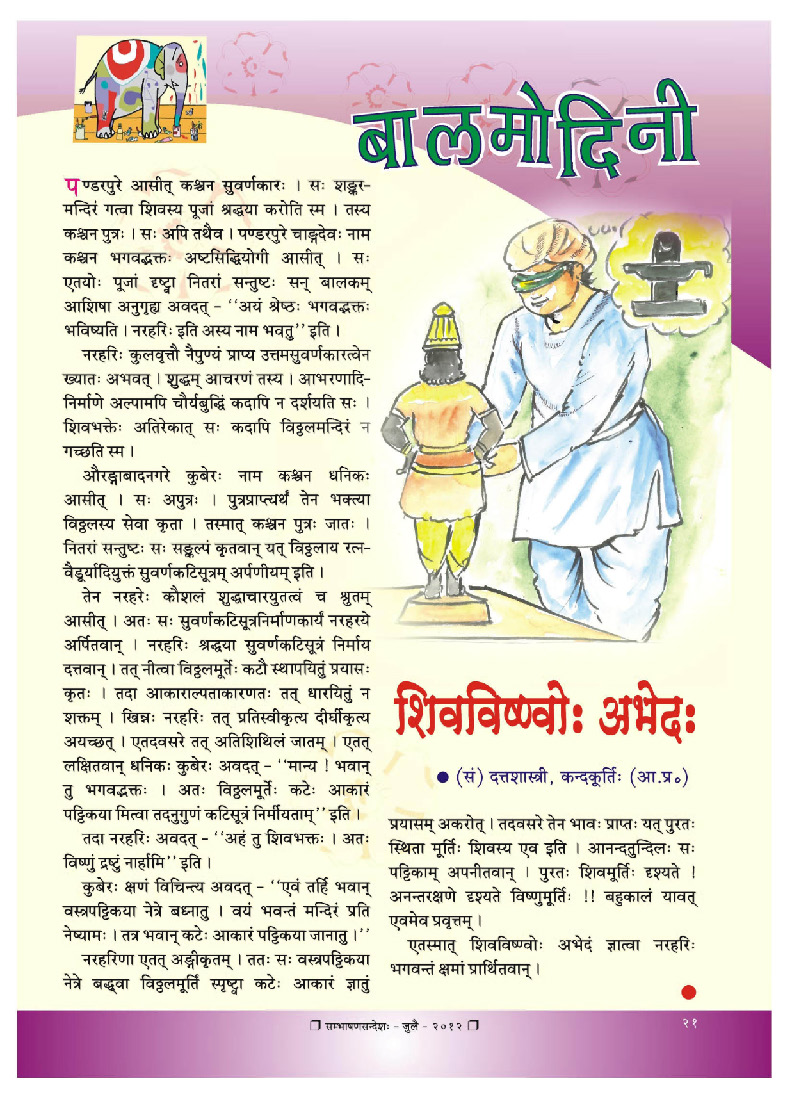 बालमोदिनी
पण्डरपुरे आसीत् कश्चन सुवर्णकारः । सः शङ्कर-
मन्दिरं गत्वा शिवस्य पूजां श्रद्धया करोति स्म । तस्य
कश्चन पुत्रः । सः अपि तथैव । पण्डरपुरे चाङ्गदेवः नाम
कश्चन भगवद्भक्तः अष्टसिद्धियोगी आसीत् । सः
एतयोः पूजां दृष्ट्वा नितरां सन्तुष्टः सन् बालकम्
आशिषा अनुगृह्य अवदत् - ‘‘अयं श्रेष्ठः भगवद्भक्तः
भविष्यति । नरहरिः इति अस्य नाम भवतु’’ इति ।
नरहरिः कुलवृत्तौ नैपुण्यं प्राप्य उत्तमसुवर्णकारत्वेन
ख्यातः अभवत् । शुद्धम् आचरणं तस्य । आभरणादि-
निर्माणे अल्पामपि चौर्यबुद्धिं कदापि न दर्शयति सः ।
शिवभक्तेः अतिरेकात् सः कदापि विठ्ठलमन्दिरं न
गच्छति स्म ।
औरङ्गाबादनगरे कुबेरः नाम कश्चन धनिकः
आसीत् । सः अपुत्रः । पुत्रप्राप्त्यर्थं तेन भक्त्या
विठ्ठलस्य सेवा कृता । तस्मात् कश्चन पुत्रः जातः ।
नितरां सन्तुष्टः सः सङ्कल्पं कृतवान् यत् विठ्ठलाय रत्न-
वैडूर्यादियुक्तं सुवर्णकटिसूत्रम् अर्पणीयम् इति ।
तेन नरहरेः कौशलं शुद्धाचारयुतत्वं च श्रुतम्
आसीत् । अतः सः सुवर्णकटिसूत्रनिर्माणकार्यं नरहरये
अर्पितवान् । नरहरिः श्रद्धया सुवर्णकटिसूत्रं निर्माय
दत्तवान् । तत् नीत्वा विठ्ठलमूर्तेः कटौ स्थापयितुं प्रयासः
कृतः । तदा आकाराल्पताकारणतः तत् धारयितुं न
शक्तम् । खिन्नः नरहरिः तत् प्रतिस्वीकृत्य दीर्घीकृत्य
अयच्छत् । एतदवसरे तत् अतिशिथिलं जातम् । एतत्
लक्षितवान् धनिकः कुबेरः अवदत् - ‘‘मान्य ! भवान्
तु भगवद्भक्तः । अतः विठ्ठलमूर्तेः कटेः आकारं
पट्टिकया मित्वा तदनुगुणं कटिसूत्रं निर्मीयताम्’’ इति ।
तदा नरहरिः अवदत् - ‘‘अहं तु शिवभक्तः । अतः
विष्णुं द्रष्टुं नार्हामि’’ इति ।
कुबेरः क्षणं विचिन्त्य अवदत् - ‘‘एवं तर्हि भवान्
वस्त्रपट्टिकया नेत्रे बध्नातु । वयं भवन्तं मन्दिरं प्रति
नेष्यामः । तत्र भवान् कटेः आकारं पट्टिकया जानातु ।’’
नरहरिणा एतत् अङ्गीकृतम् । ततः सः वस्त्रपट्टिकया
नेत्रे बद्ध्वा विठ्ठलमूर्तिं स्पृष्ट्वा कटेः आकारं ज्ञातुं
शिवविष्ण्वोः अभेदः
● (सं) दत्तशास्त्री, कन्दकूर्तिः (आ.प्र०)
प्रयासम् अकरोत् । तदवसरे तेन भावः प्राप्तः यत् पुरतः
स्थिता मूर्तिः शिवस्य एव इति । आनन्दतुन्दिलः सः
पट्टिकाम् अपनीतवान् । पुरतः शिवमूर्तिः दृश्यते !
अनन्तरक्षणे दृश्यते विष्णुमूर्तिः !! बहुकालं यावत्
एवमेव प्रवृत्तम् ।
एतस्मात् शिवविष्ण्वोः अभेदं ज्ञात्वा नरहरिः
भगवन्तं क्षमां प्रार्थितवान् ।
❐ सम्भाषणसन्देशः - जुलै - २०१२ ❐
२१